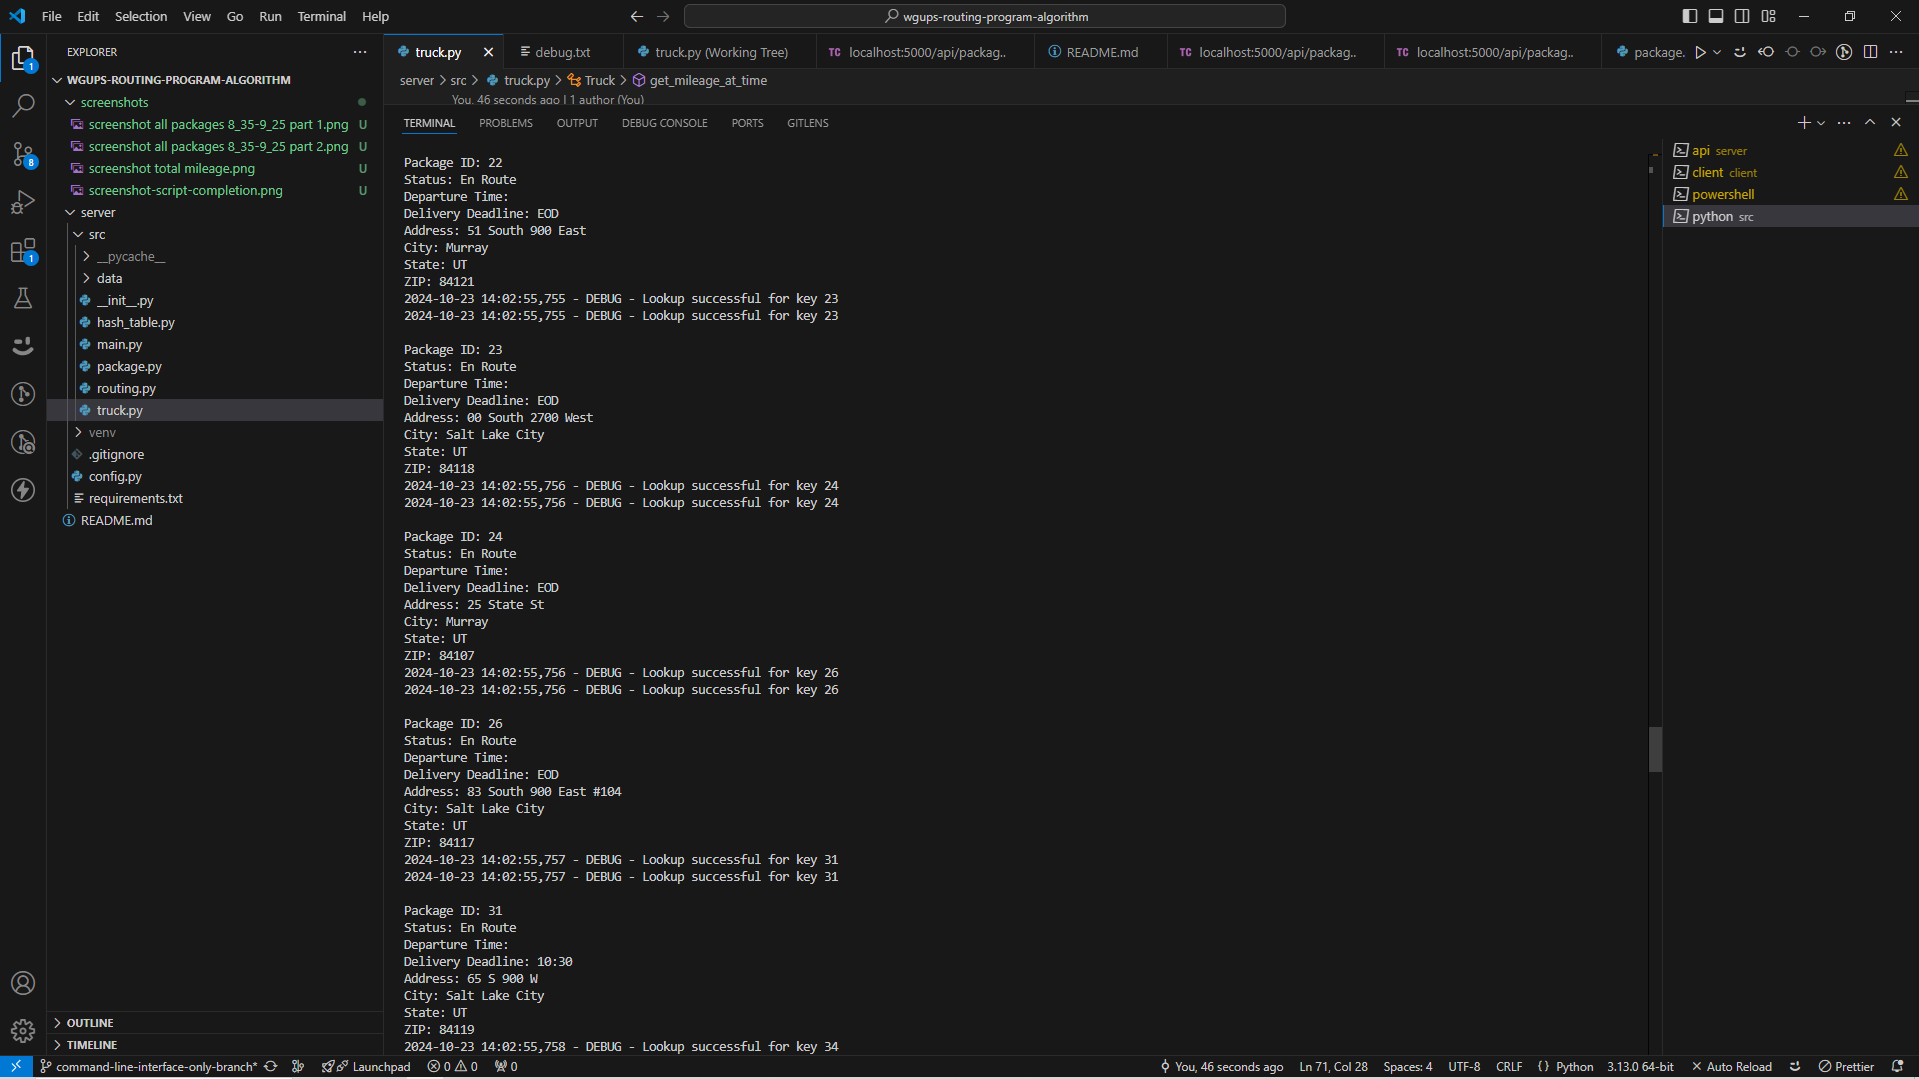 File Edit Selection View Go Run Terminal Help
wgups-routing-program-algorithm
EXPLORER
WGUPS-ROUTING-PROGRAM-ALGORITHM
screenshots
screenshot all packages 8_35-9_25 part 1.png U
screenshot all packages 8_35-9_25 part 2.png U
screenshot total mileage.png U
screenshot-script-completion.png U
server
src
__pycache__
data
__init__.py
hash_table.py
main.py
package.py
routing.py
truck.py
venv
.gitignore
config.py
requirements.txt
README.md
OUTLINE
TIMELINE
1
8
1
truck.py debug.txt truck.py (Working Tree) TC localhost:5000/api/packag.. README.md TC localhost:5000/api/packag.. TC localhost:5000/api/packag.. package.
server > src > truck.py > Truck > get_mileage_at_time
You, 46 seconds ago | 1 author (You)
TERMINAL PROBLEMS OUTPUT DEBUG CONSOLE PORTS GITLENS
Package ID: 22
Status: En Route
Departure Time:
Delivery Deadline: EOD
Address: 51 South 900 East
City: Murray
State: UT
ZIP: 84121
2024-10-23 14:02:55,755 - DEBUG - Lookup successful for key 23
2024-10-23 14:02:55,755 - DEBUG - Lookup successful for key 23
Package ID: 23
Status: En Route
Departure Time:
Delivery Deadline: EOD
Address: 00 South 2700 West
City: Salt Lake City
State: UT
ZIP: 84118
2024-10-23 14:02:55,756 - DEBUG - Lookup successful for key 24
2024-10-23 14:02:55,756 - DEBUG - Lookup successful for key 24
Package ID: 24
Status: En Route
Departure Time:
Delivery Deadline: EOD
Address: 25 State St
City: Murray
State: UT
ZIP: 84107
2024-10-23 14:02:55,756 - DEBUG - Lookup successful for key 26
2024-10-23 14:02:55,756 - DEBUG - Lookup successful for key 26
Package ID: 26
Status: En Route
Departure Time:
Delivery Deadline: EOD
Address: 83 South 900 East #104
City: Salt Lake City
State: UT
ZIP: 84117
2024-10-23 14:02:55,757 - DEBUG - Lookup successful for key 31
2024-10-23 14:02:55,757 - DEBUG - Lookup successful for key 31
Package ID: 31
Status: En Route
Departure Time:
Delivery Deadline: 10:30
Address: 65 S 900 W
City: Salt Lake City
State: UT
ZIP: 84119
2024-10-23 14:02:55,758 - DEBUG - Lookup successful for key 34
api server
client client
powershell
python src
command-line-interface-only-branch* Launchpad 0 0 0 You, 46 seconds ago Ln 71, Col 28 Spaces: 4 UTF-8 CRLF { } Python 3.13.0 64-bit Auto Reload Prettier